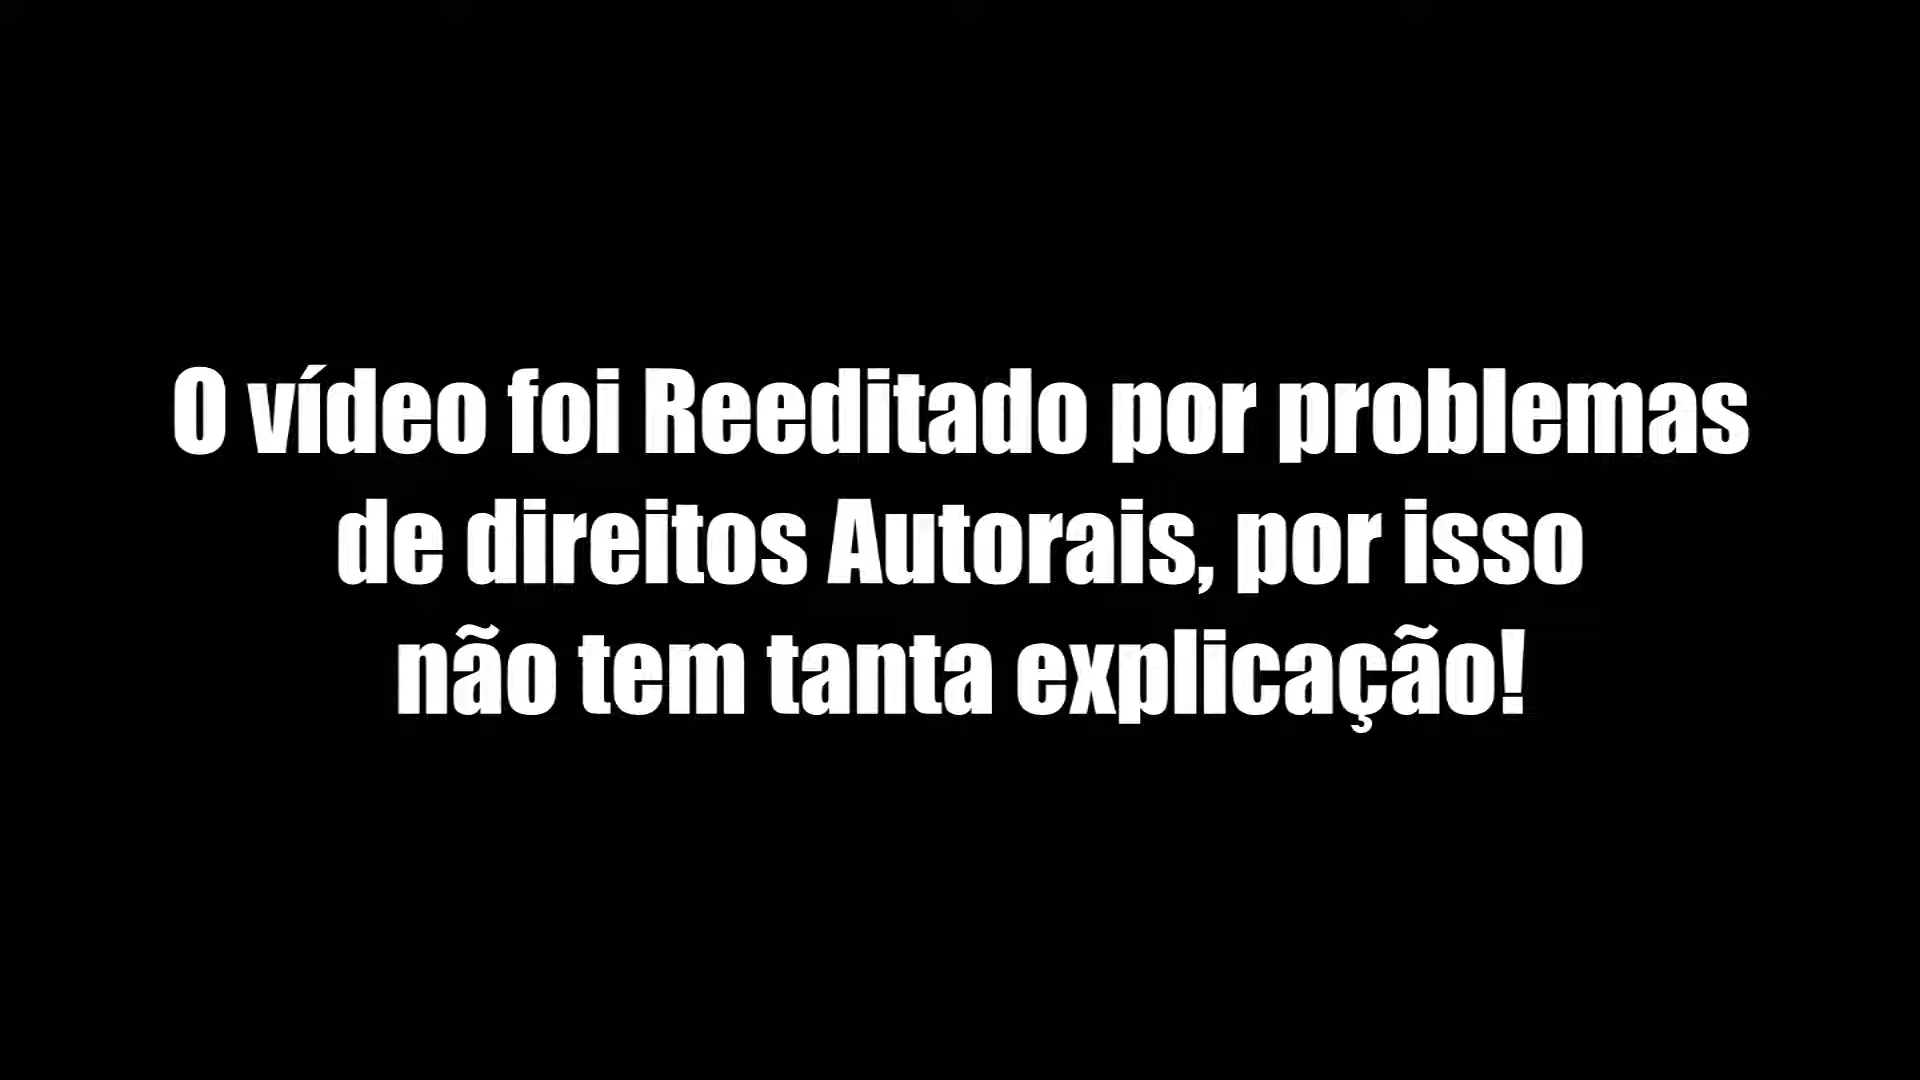 O vídeo foi Reeditado por problemas
de direitos Autorais, por isso
não tem tanta explicação!